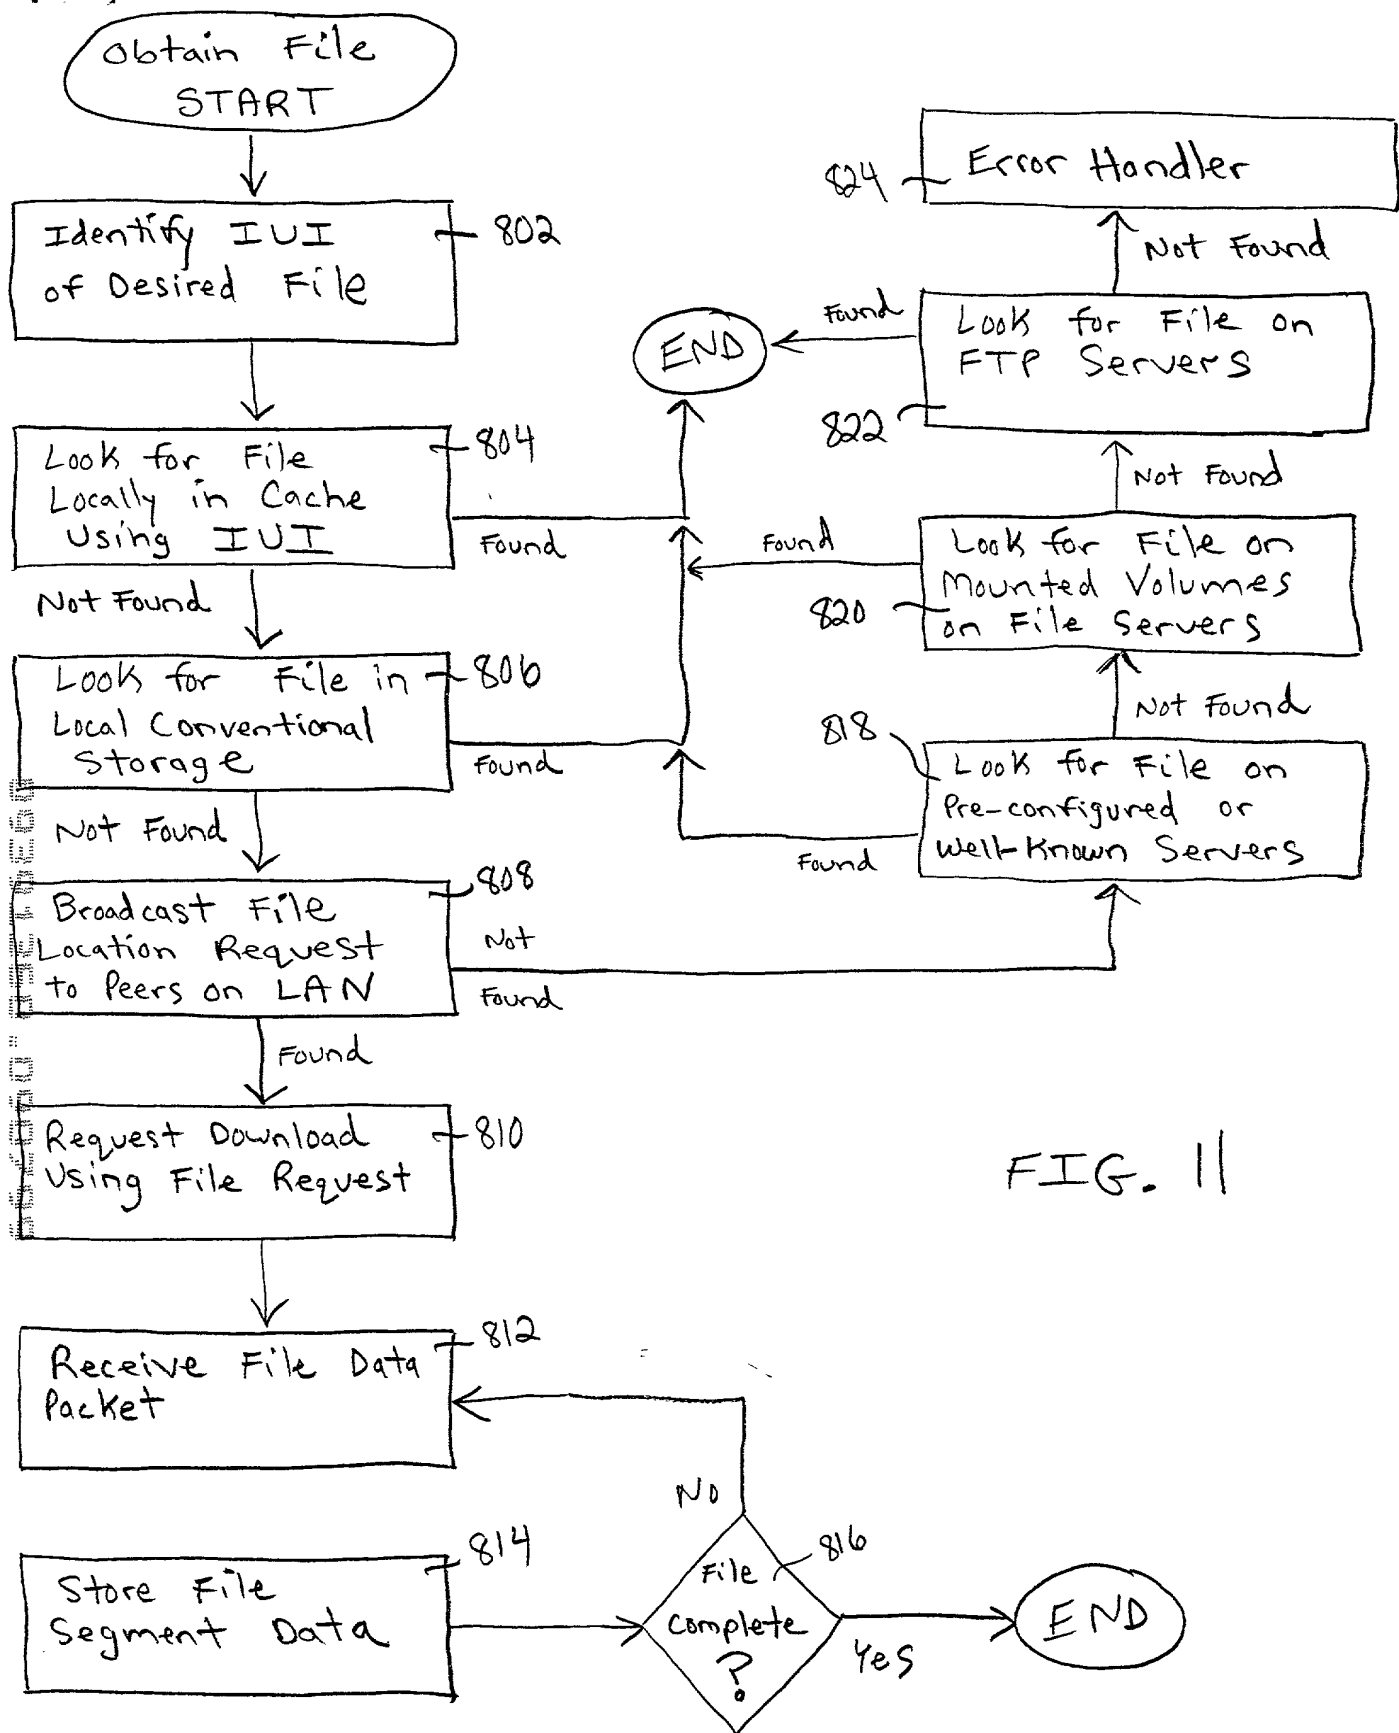 Obtain File
START
Identify IUI
of Desired File
802
Look for File
Locally in Cache
Using IUI
804
Found
Not Found
Look for File in
Local Conventional
Storage
806
Found
Not Found
Broadcast File
Location Request
to Peers on LAN
808
Not
Found
Found
Request Download
Using File Request
810
Receive File Data
Packet
812
Store File
Segment Data
814
No
File
Complete
?
816
Yes
END
END
Error Handler
824
Not Found
Found
Look for File on
FTP Servers
822
Not Found
Found
Look for File on
Mounted Volumes
on File Servers
820
Not Found
818
Look for File on
Pre-configured or
Well-Known Servers
Found
FIG. 11